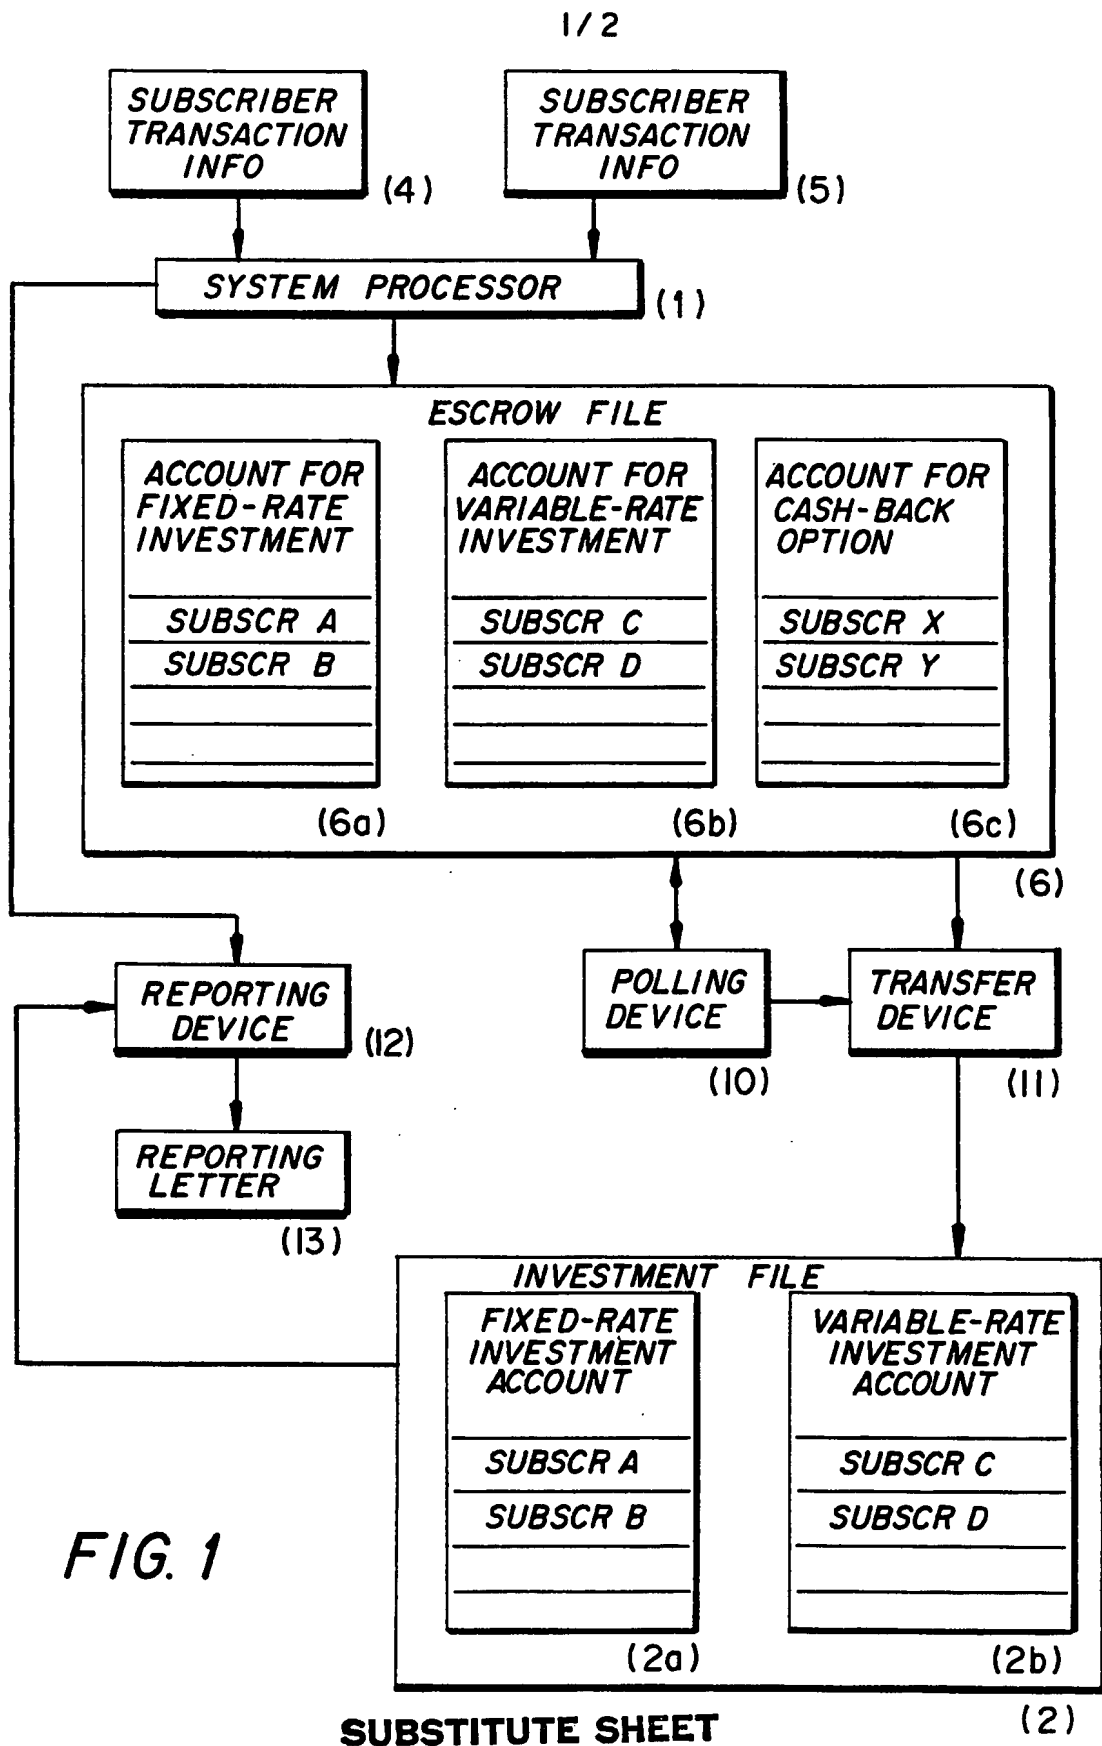 1/2
SUBSCRIBER
TRANSACTION
INFO
(4)
SUBSCRIBER
TRANSACTION
INFO
(5)
SYSTEM PROCESSOR
(1)
ESCROW FILE
ACCOUNT FOR
FIXED-RATE
INVESTMENT
SUBSCR A
SUBSCR B
(6a)
ACCOUNT FOR
VARIABLE-RATE
INVESTMENT
SUBSCR C
SUBSCR D
(6b)
ACCOUNT FOR
CASH-BACK
OPTION
SUBSCR X
SUBSCR Y
(6c)
(6)
REPORTING
DEVICE
(12)
POLLING
DEVICE
(10)
TRANSFER
DEVICE
(11)
REPORTING
LETTER
(13)
INVESTMENT FILE
FIXED-RATE
INVESTMENT
ACCOUNT
SUBSCR A
SUBSCR B
(2a)
VARIABLE-RATE
INVESTMENT
ACCOUNT
SUBSCR C
SUBSCR D
(2b)
(2)
FIG. 1
SUBSTITUTE SHEET